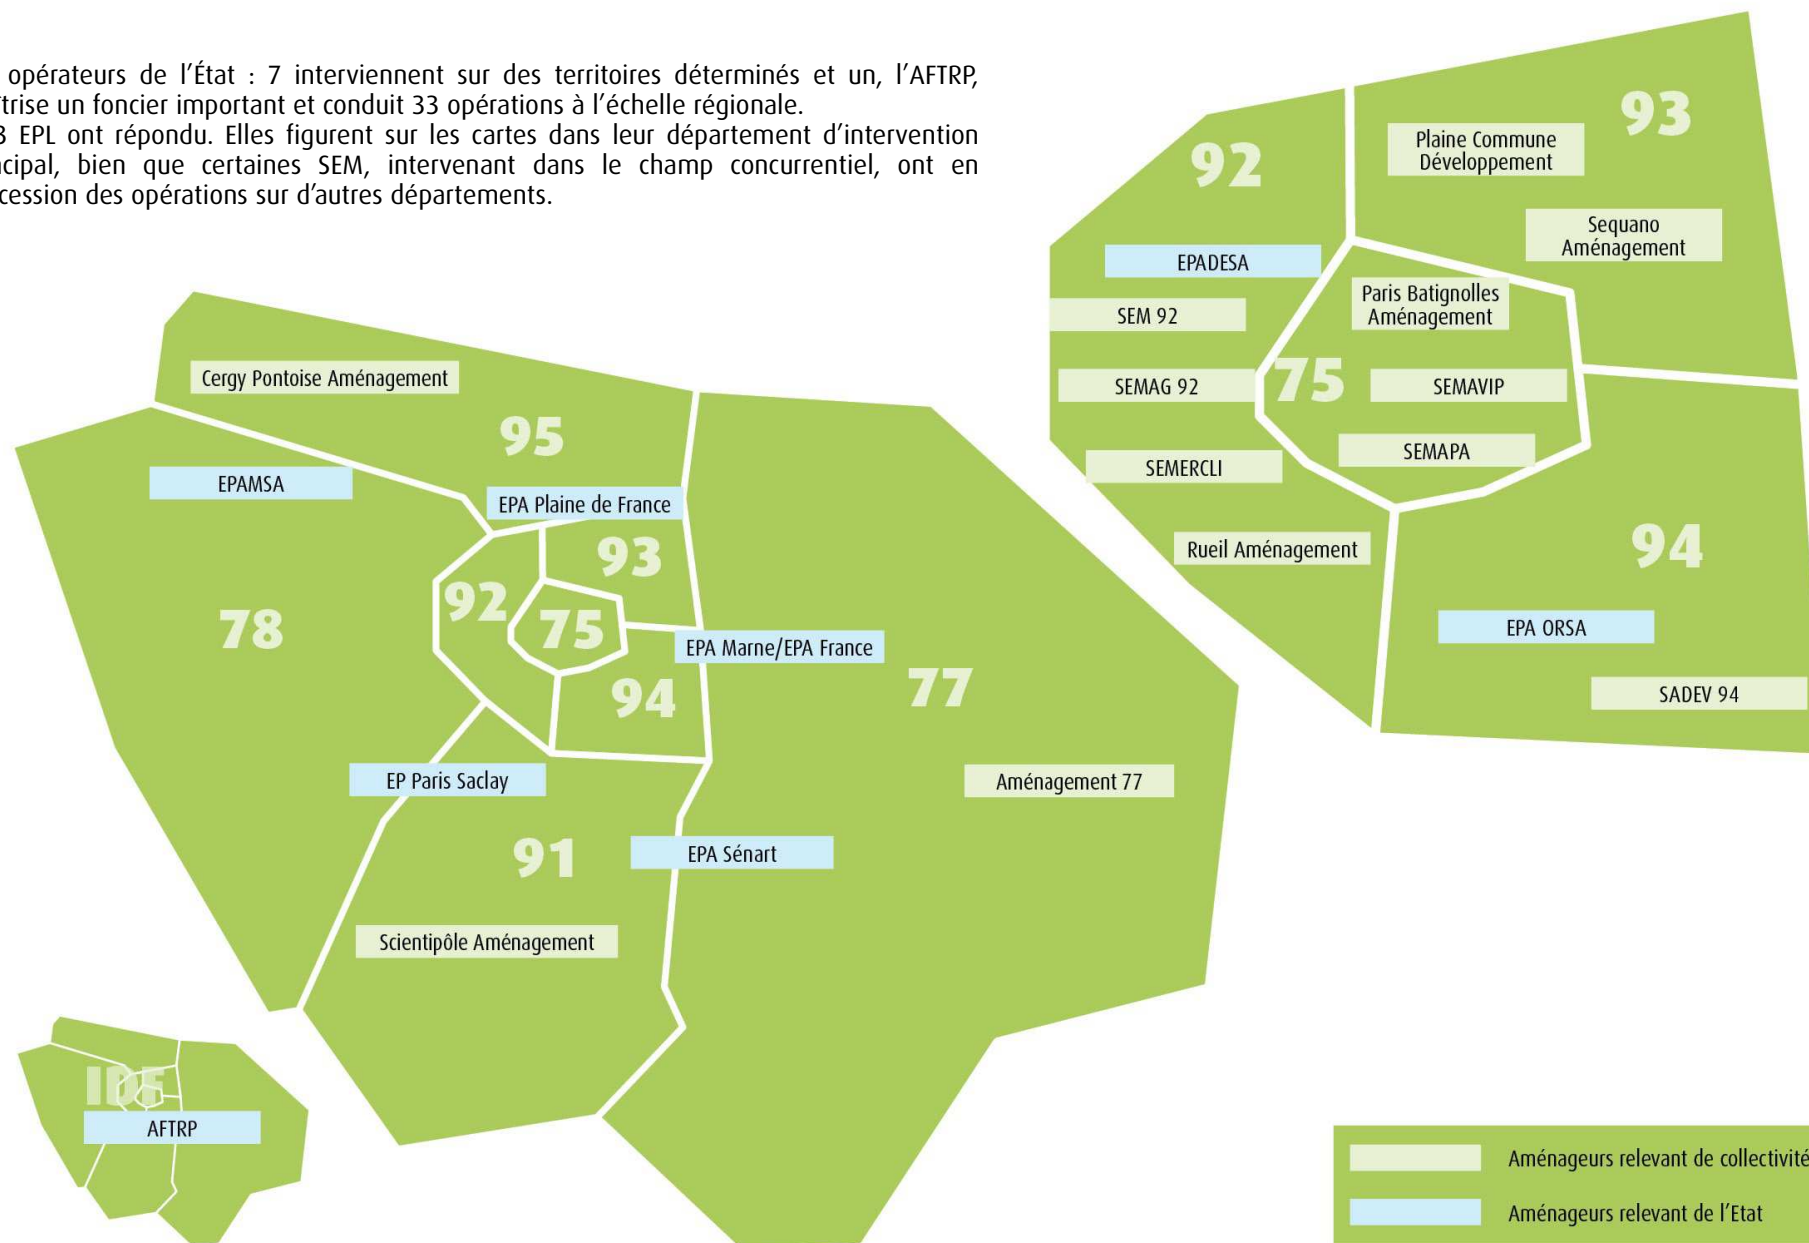 opérateurs de l'État : 7 interviennent sur des territoires déterminés et un, l'AFTRP,
un foncier important et conduit 33 opérations à l'échelle régionale.
EPL ont répondu. Elles figurent sur les cartes dans leur département d'intervention
bien que certaines SEM, intervenant dans le champ concurrentiel, ont en
des opérations sur d'autres départements.
92
93
Plaine Commune
Développement
Sequano
Aménagement
EPADESA
SEM 92
SEMAG 92
SEMERCLI
Rueil Aménagement
Paris Batignolles
Aménagement
75
SEMAVIP
SEMAPA
94
EPA ORSA
SADEV 94
Cergy Pontoise Aménagement
95
EPAMSA
EPA Plaine de France
93
92
75
78
EPA Marne/EPA France
94
77
EP Paris Saclay
Aménagement 77
91
EPA Sénart
Scientipôle Aménagement
IDF
AFTRP
Aménageurs relevant de collectivité
Aménageurs relevant de l'Etat